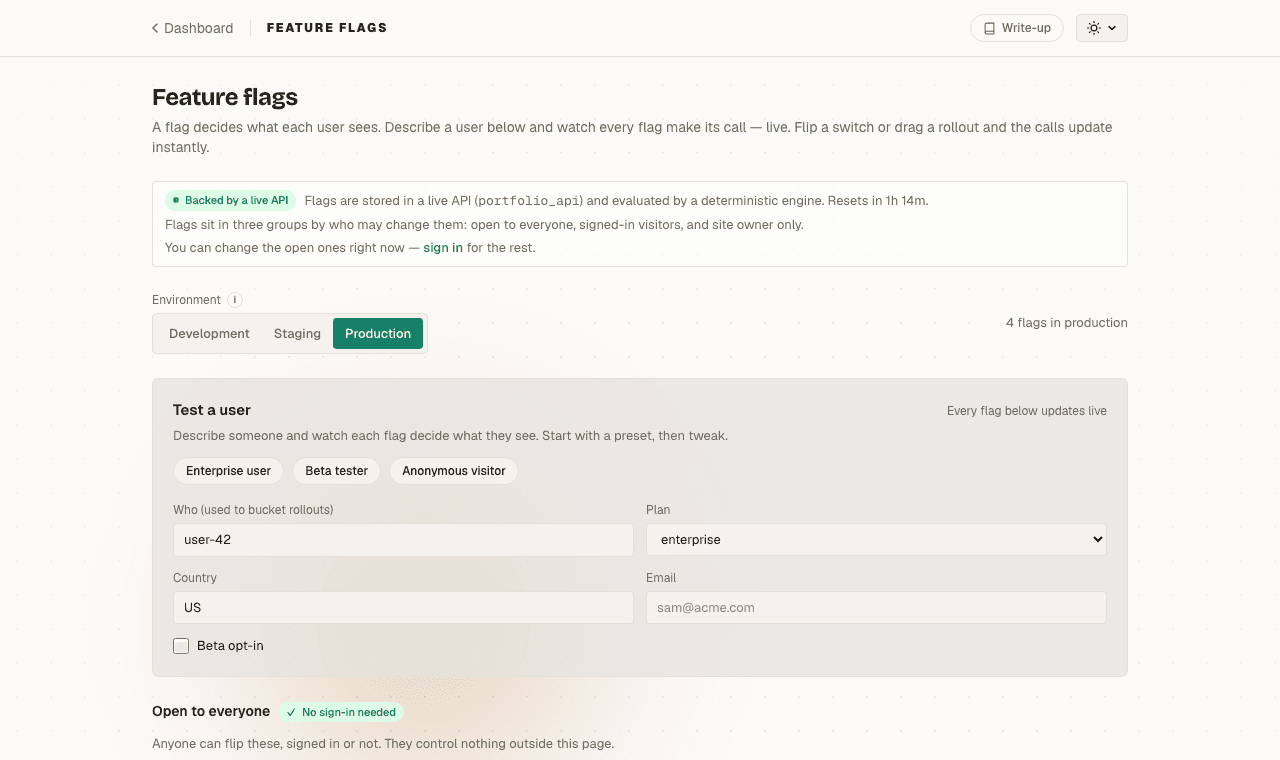 Dashboard
FEATURE FLAGS
Write-up
Feature flags
A flag decides what each user sees. Describe a user below and watch every flag make its call — live. Flip a switch or drag a rollout and the calls update
instantly.
Backed by a live API Flags are stored in a live API (portfolio_api) and evaluated by a deterministic engine. Resets in 1h 14m.
Flags sit in three groups by who may change them: open to everyone, signed-in visitors, and site owner only.
You can change the open ones right now — sign in for the rest.
Environment i
Development Staging Production
4 flags in production
Test a user
Every flag below updates live
Describe someone and watch each flag decide what they see. Start with a preset, then tweak.
Enterprise user Beta tester Anonymous visitor
Who (used to bucket rollouts)
Plan
user-42
enterprise
Country
Email
US
sam@acme.com
Beta opt-in
Open to everyone No sign-in needed
Anyone can flip these, signed in or not. They control nothing outside this page.